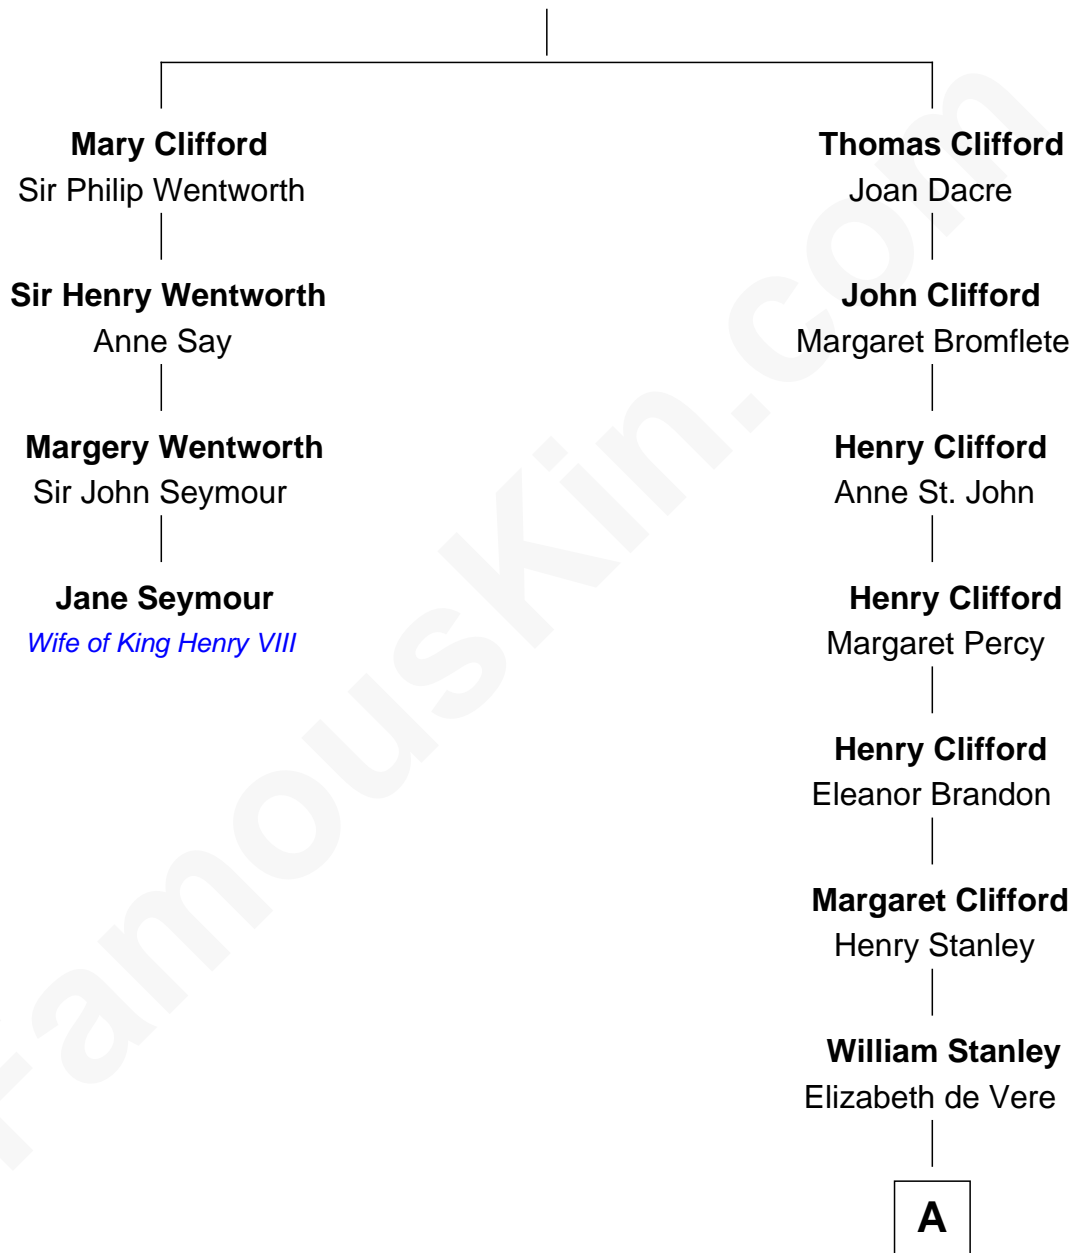 Mary Clifford
Sir Philip Wentworth
Sir Henry Wentworth
Anne Say
Margery Wentworth
Sir John Seymour
Jane Seymour
Wife of King Henry VIII
Thomas Clifford
Joan Dacre
John Clifford
Margaret Bromflete
Henry Clifford
Anne St. John
Henry Clifford
Margaret Percy
Henry Clifford
Eleanor Brandon
Margaret Clifford
Henry Stanley
William Stanley
Elizabeth de Vere
A
FamousKin.com